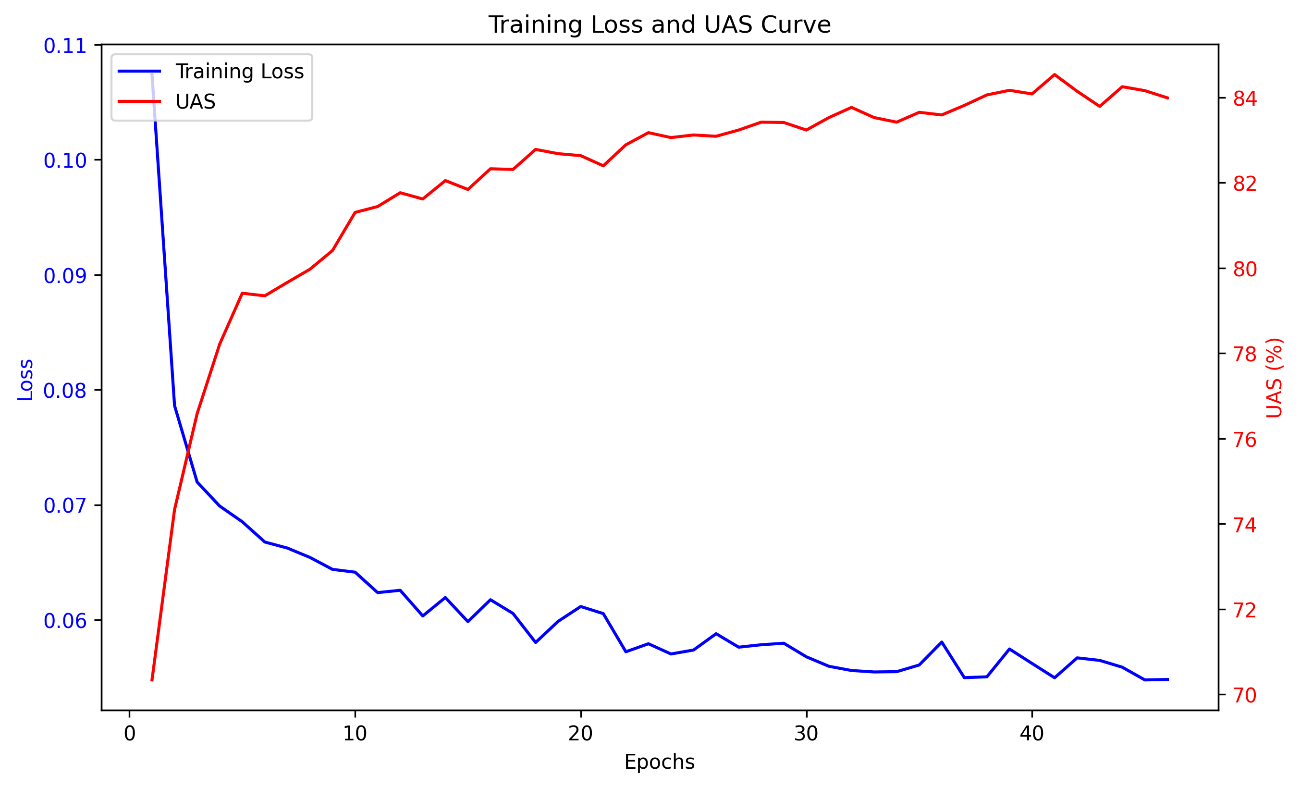 Training Loss and UAS Curve
Training Loss
UAS
0.11
0.10
0.09
0.08
0.07
0.06
Loss
84
82
80
78
76
74
72
70
UAS (%)
0 10 20 30 40
Epochs